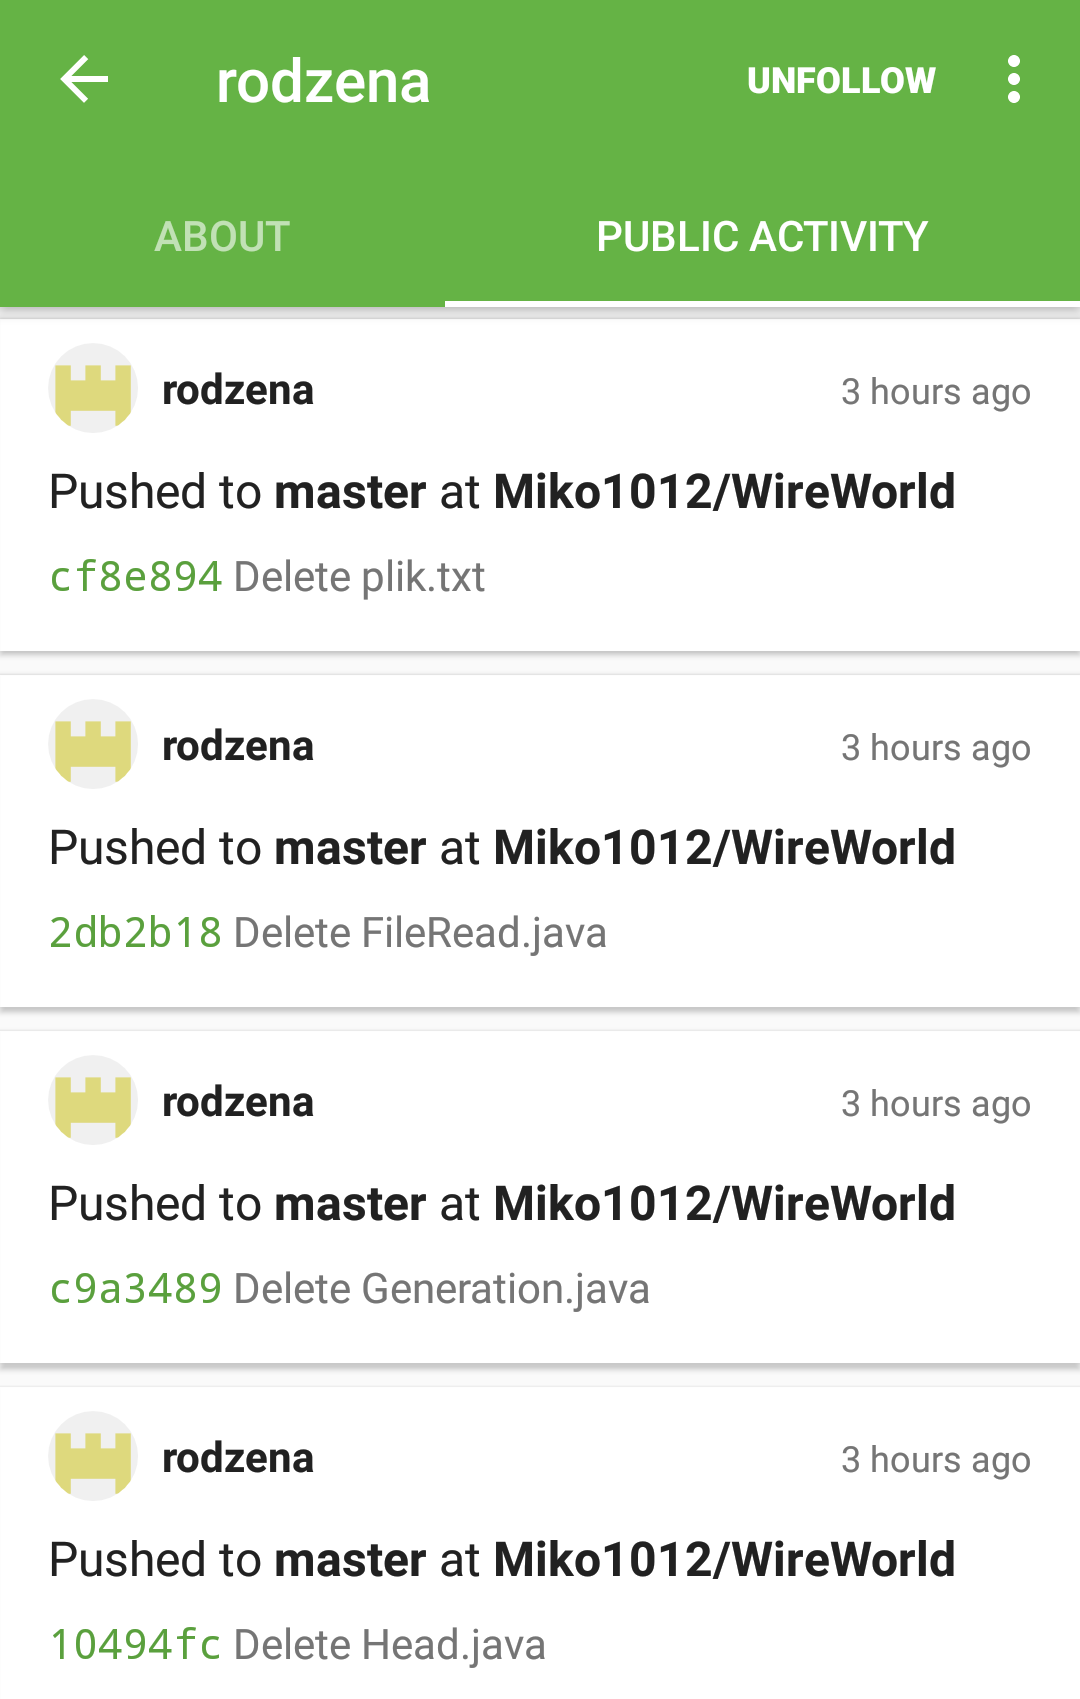 rodzena UNFOLLOW
ABOUT PUBLIC ACTIVITY
rodzena 3 hours ago
Pushed to master at Miko1012/WireWorld
cf8e894 Delete plik.txt
rodzena 3 hours ago
Pushed to master at Miko1012/WireWorld
2db2b18 Delete FileRead.java
rodzena 3 hours ago
Pushed to master at Miko1012/WireWorld
c9a3489 Delete Generation.java
rodzena 3 hours ago
Pushed to master at Miko1012/WireWorld
10494fc Delete Head.java